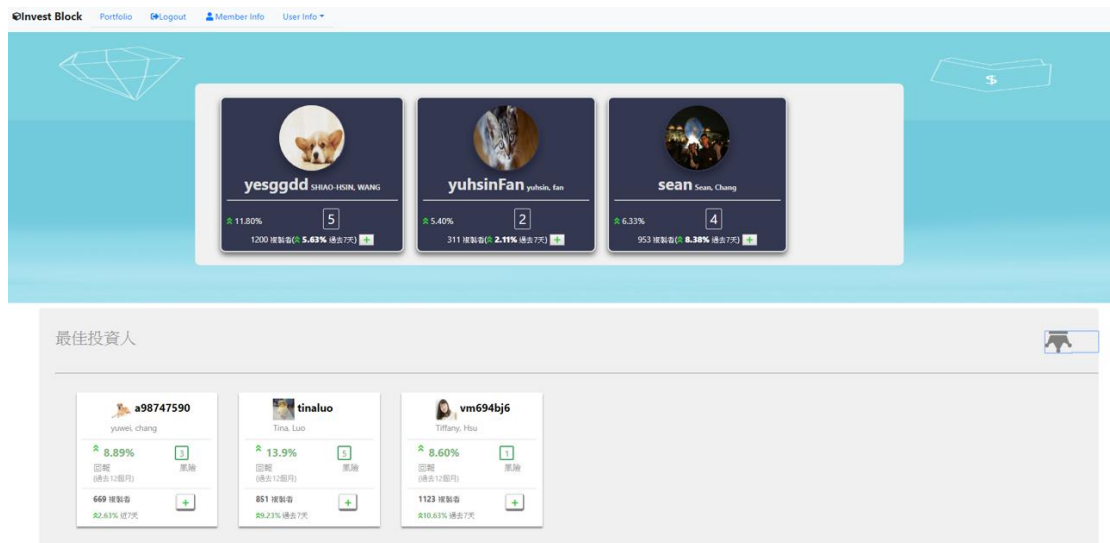 Invest Block Portfolio Logout Member Info User Info
$
yesggdd SHIAO-HSIN, WANG
11.80% 5
1200 複製者( 5.63% 過去7天) +
yuhsinFan yuhsin, fan
5.40% 2
311 複製者( 2.11% 過去7天) +
sean Sean, Chang
6.33% 4
953 複製者( 8.38% 過去7天) +
最佳投資人
a98747590
yuwei, chang
8.89% 3
回報 風險
(過去12個月)
669 複製者 +
2.63% 近7天
tinaluo
Tina, Luo
13.9% 5
回報 風險
(過去12個月)
851 複製者 +
9.23% 過去7天
vm694bj6
Tiffany, Hsu
8.60% 1
回報 風險
(過去12個月)
1123 複製者 +
10.63% 過去7天